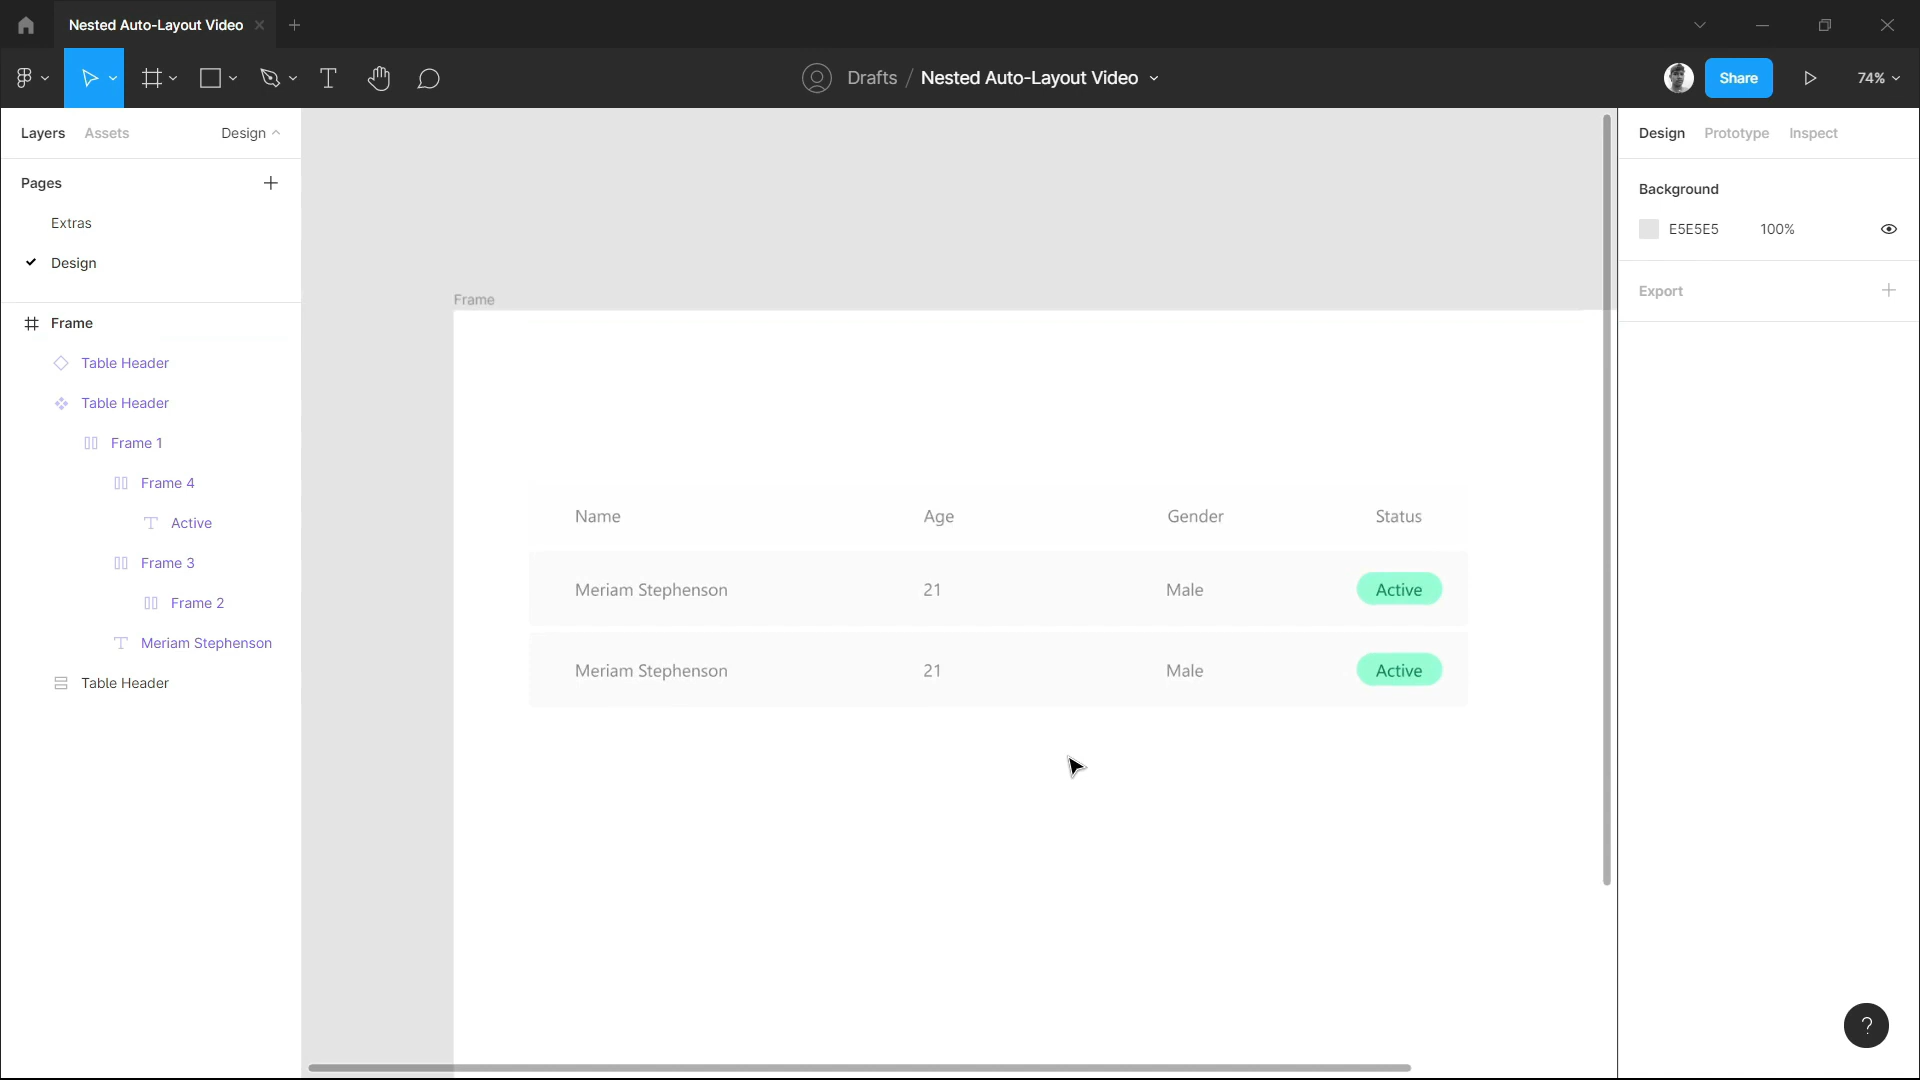 Nested Auto-Layout Video
Drafts / Nested Auto-Layout Video
Share
74%
Layers
Assets
Design
Pages
Extras
Design
Frame
Table Header
Table Header
Frame 1
Frame 4
Active
Frame 3
Frame 2
Meriam Stephenson
Table Header
Frame
Name Age Gender Status
Meriam Stephenson 21 Male Active
Meriam Stephenson 21 Male Active
Design Prototype Inspect
Background
E5E5E5 100%
Export
?